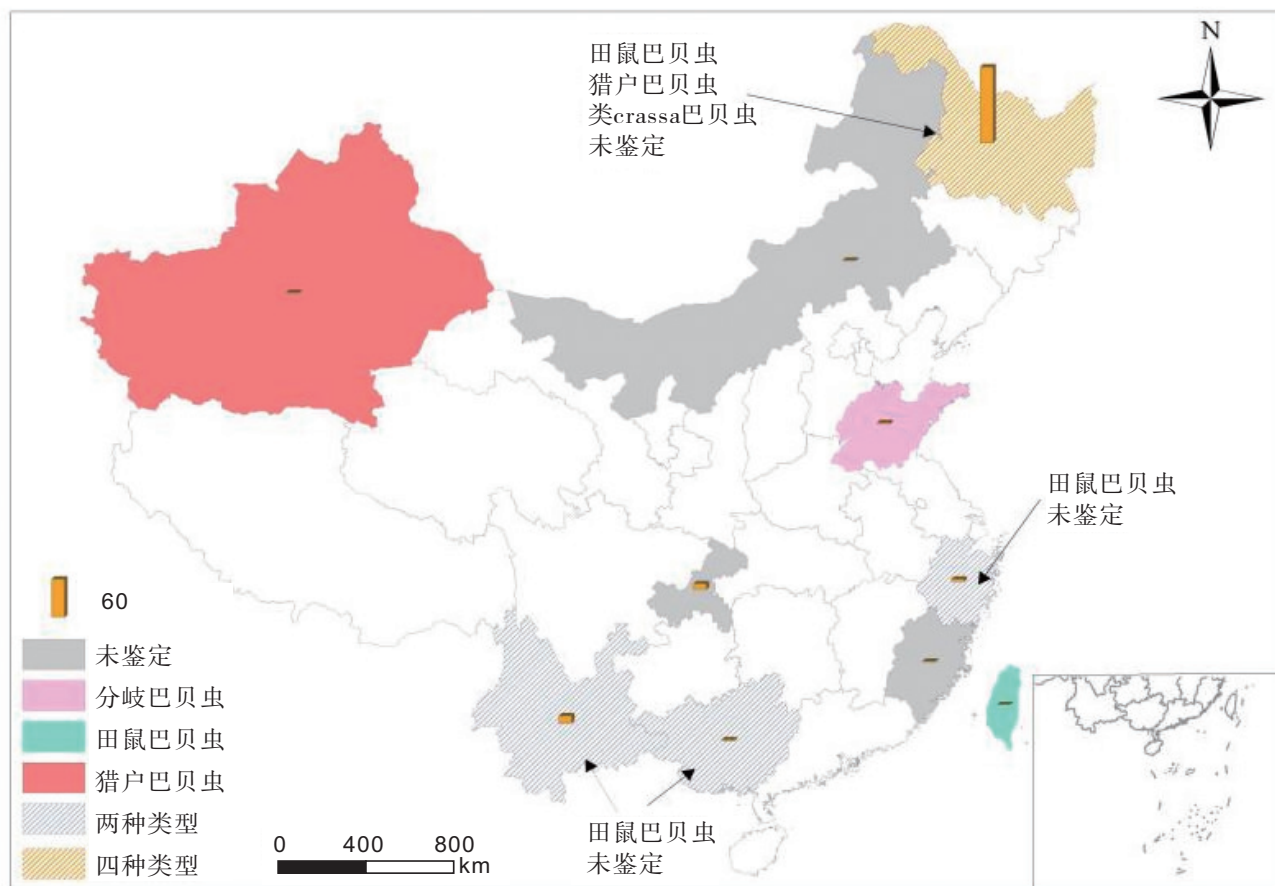 田鼠巴贝虫
猎户巴贝虫
类crassa巴贝虫
未鉴定
N
田鼠巴贝虫
未鉴定
60
未鉴定
分岐巴贝虫
田鼠巴贝虫
猎户巴贝虫
两种类型
四种类型
0 400 800
km
田鼠巴贝虫
未鉴定